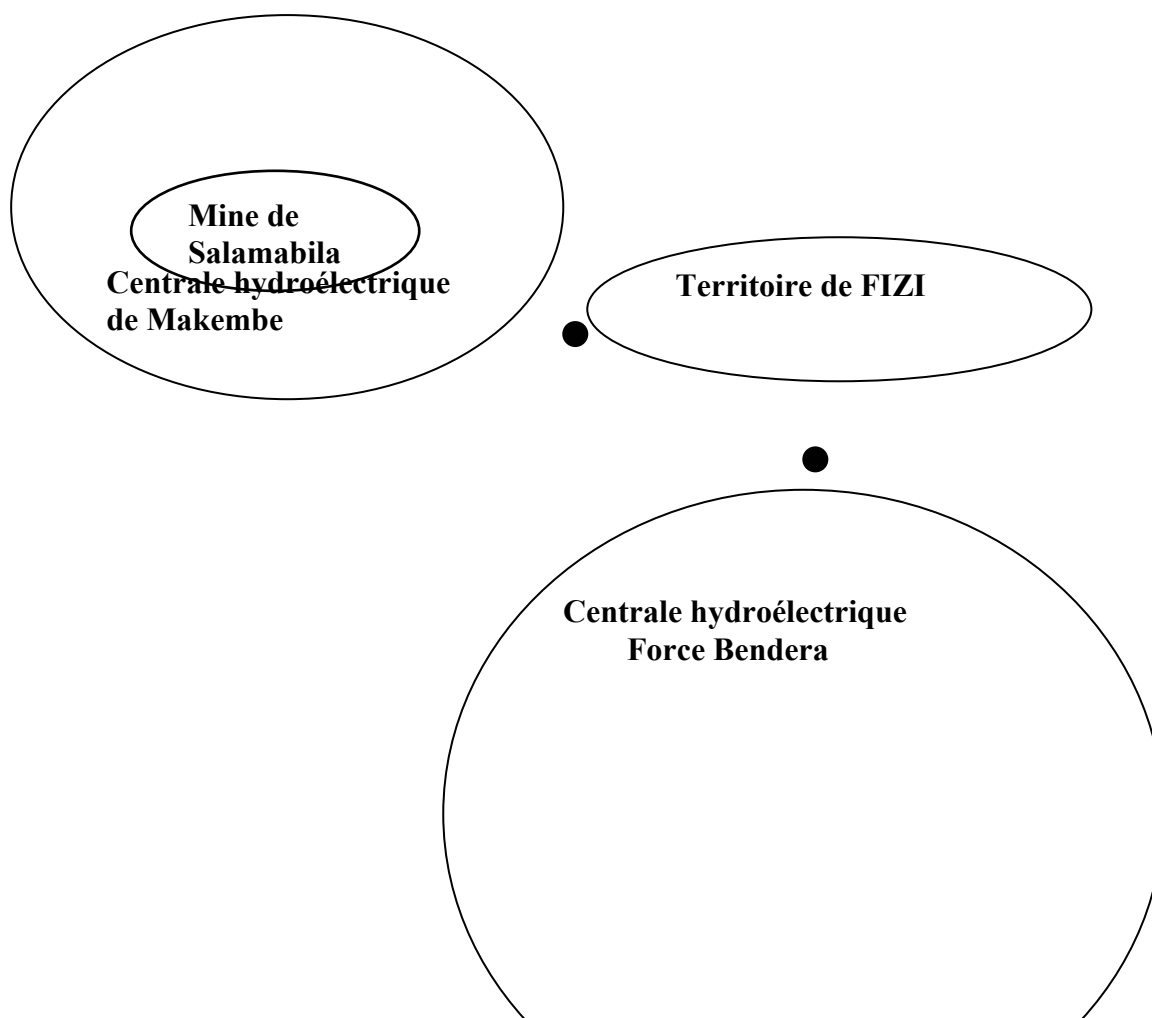 Mine de
Salamabila
Centrale hydroélectrique
de Makembe
Territoire de FIZI
Centrale hydroélectrique
Force Bendera